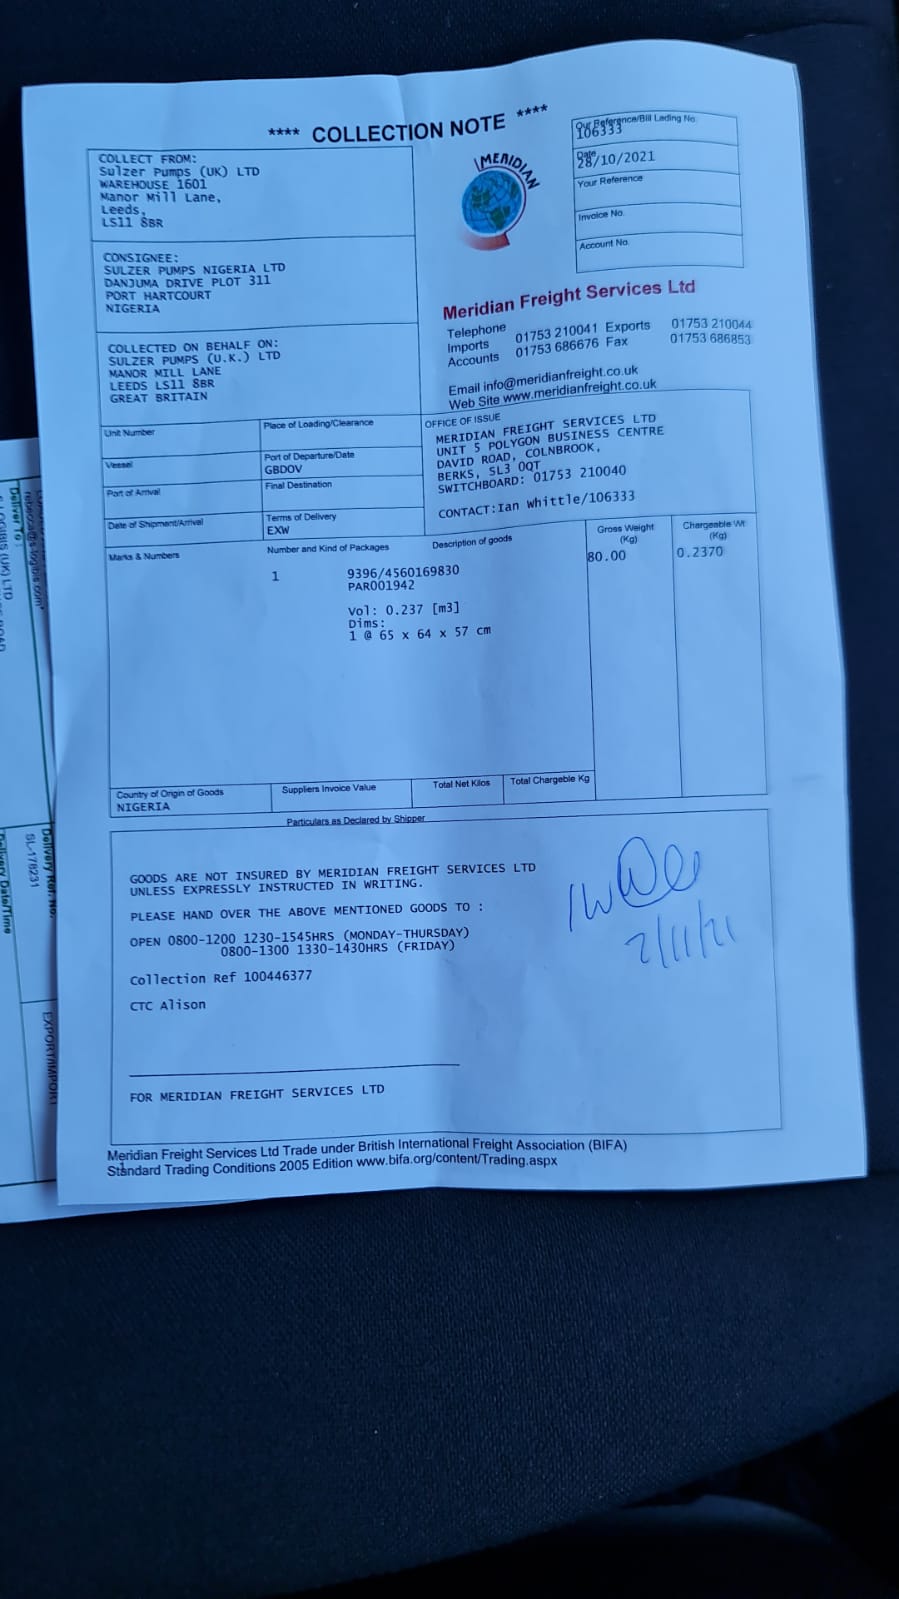 **** COLLECTION NOTE ****
Our Reference/Bill Lading No.
106333
Date
28/10/2021
Your Reference
Invoice No.
Account No.
COLLECT FROM:
Sulzer Pumps (UK) LTD
WAREHOUSE 1601
Manor Mill Lane,
Leeds,
LS11 8BR
MERIDIAN
CONSIGNEE:
SULZER PUMPS NIGERIA LTD
DANJUMA DRIVE PLOT 311
PORT HARTCOURT
NIGERIA
Meridian Freight Services Ltd
Telephone
Imports 01753 210041 Exports 01753 210044
Accounts 01753 686676 Fax 01753 686853
Email info@meridianfreight.co.uk
Web Site www.meridianfreight.co.uk
COLLECTED ON BEHALF ON:
SULZER PUMPS (U.K.) LTD
MANOR MILL LANE
LEEDS LS11 8BR
GREAT BRITAIN
Unit Number
Place of Loading/Clearance
Vessel
Port of Departure/Date
GBDOV
Port of Arrival
Final Destination
Date of Shipment/Arrival
Terms of Delivery
EXW
OFFICE OF ISSUE
MERIDIAN FREIGHT SERVICES LTD
UNIT 5 POLYGON BUSINESS CENTRE
DAVID ROAD, COLNBROOK,
BERKS, SL3 0QT
SWITCHBOARD: 01753 210040
CONTACT:Ian Whittle/106333
Marks & Numbers
Number and Kind of Packages
Description of goods
Gross Weight
(Kg)
Chargeable Wt
(Kg)
1 9396/4560169830 80.00 0.2370
PAR001942
Vol: 0.237 [m3]
Dims:
1 @ 65 x 64 x 57 cm
Country of Origin of Goods
NIGERIA
Suppliers Invoice Value
Total Net Kilos
Total Chargeble Kg
Particulars as Declared by Shipper
GOODS ARE NOT INSURED BY MERIDIAN FREIGHT SERVICES LTD
UNLESS EXPRESSLY INSTRUCTED IN WRITING.
PLEASE HAND OVER THE ABOVE MENTIONED GOODS TO :
OPEN 0800-1200 1230-1545HRS (MONDAY-THURSDAY)
0800-1300 1330-1430HRS (FRIDAY)
Collection Ref 100446377
CTC Alison
2/11/21
FOR MERIDIAN FREIGHT SERVICES LTD
Meridian Freight Services Ltd Trade under British International Freight Association (BIFA)
Standard Trading Conditions 2005 Edition www.bifa.org/content/Trading.aspx
Deliver To :
(UK) LTD
Delivery Ref. No.
SL-178231
Delivery Date/Time
EXPORT/IMPORT